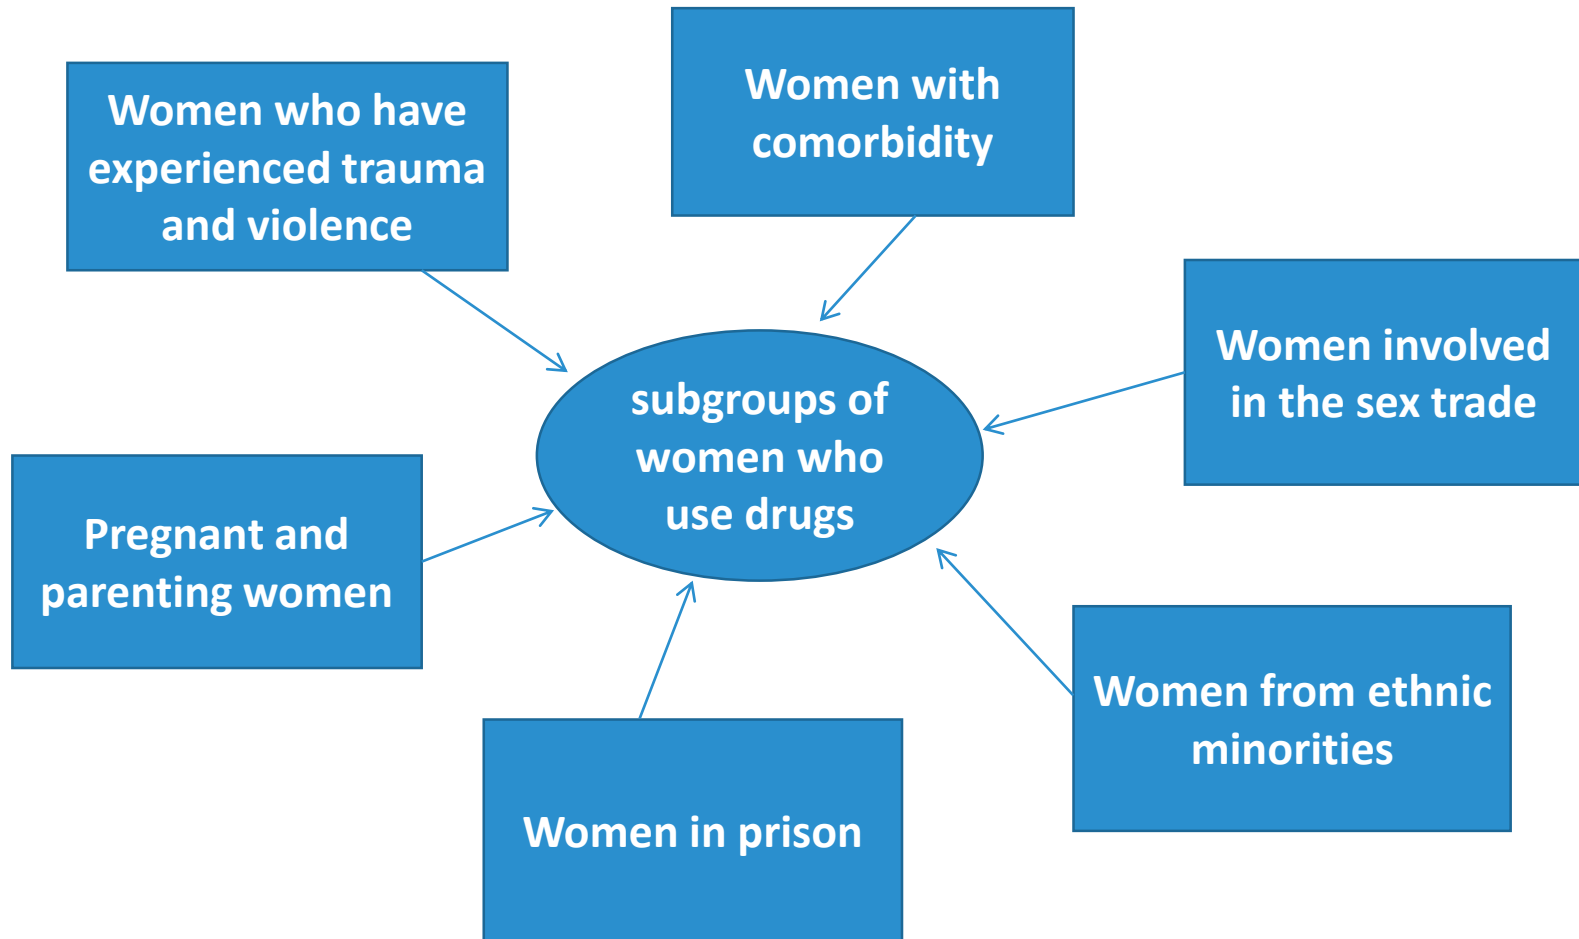 Women with
comorbidity
Women who have
experienced trauma
and violence
Women involved
in the sex trade
subgroups of
women who
use drugs
Pregnant and
parenting women
Women from ethnic
minorities
Women in prison